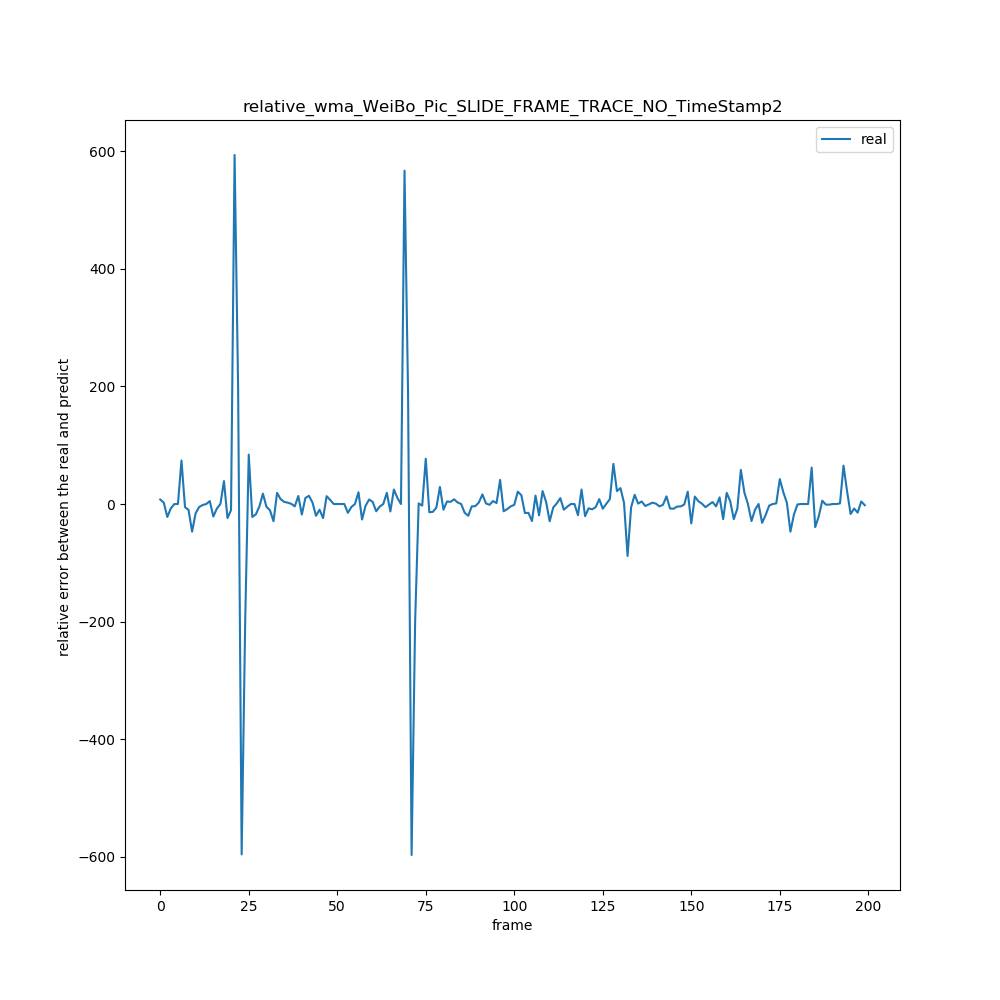 relative_wma_WeiBo_Pic_SLIDE_FRAME_TRACE_NO_TimeStamp2
real
600
400
200
0
−200
−400
−600
relative error between the real and predict
0 25 50 75 100 125 150 175 200
frame